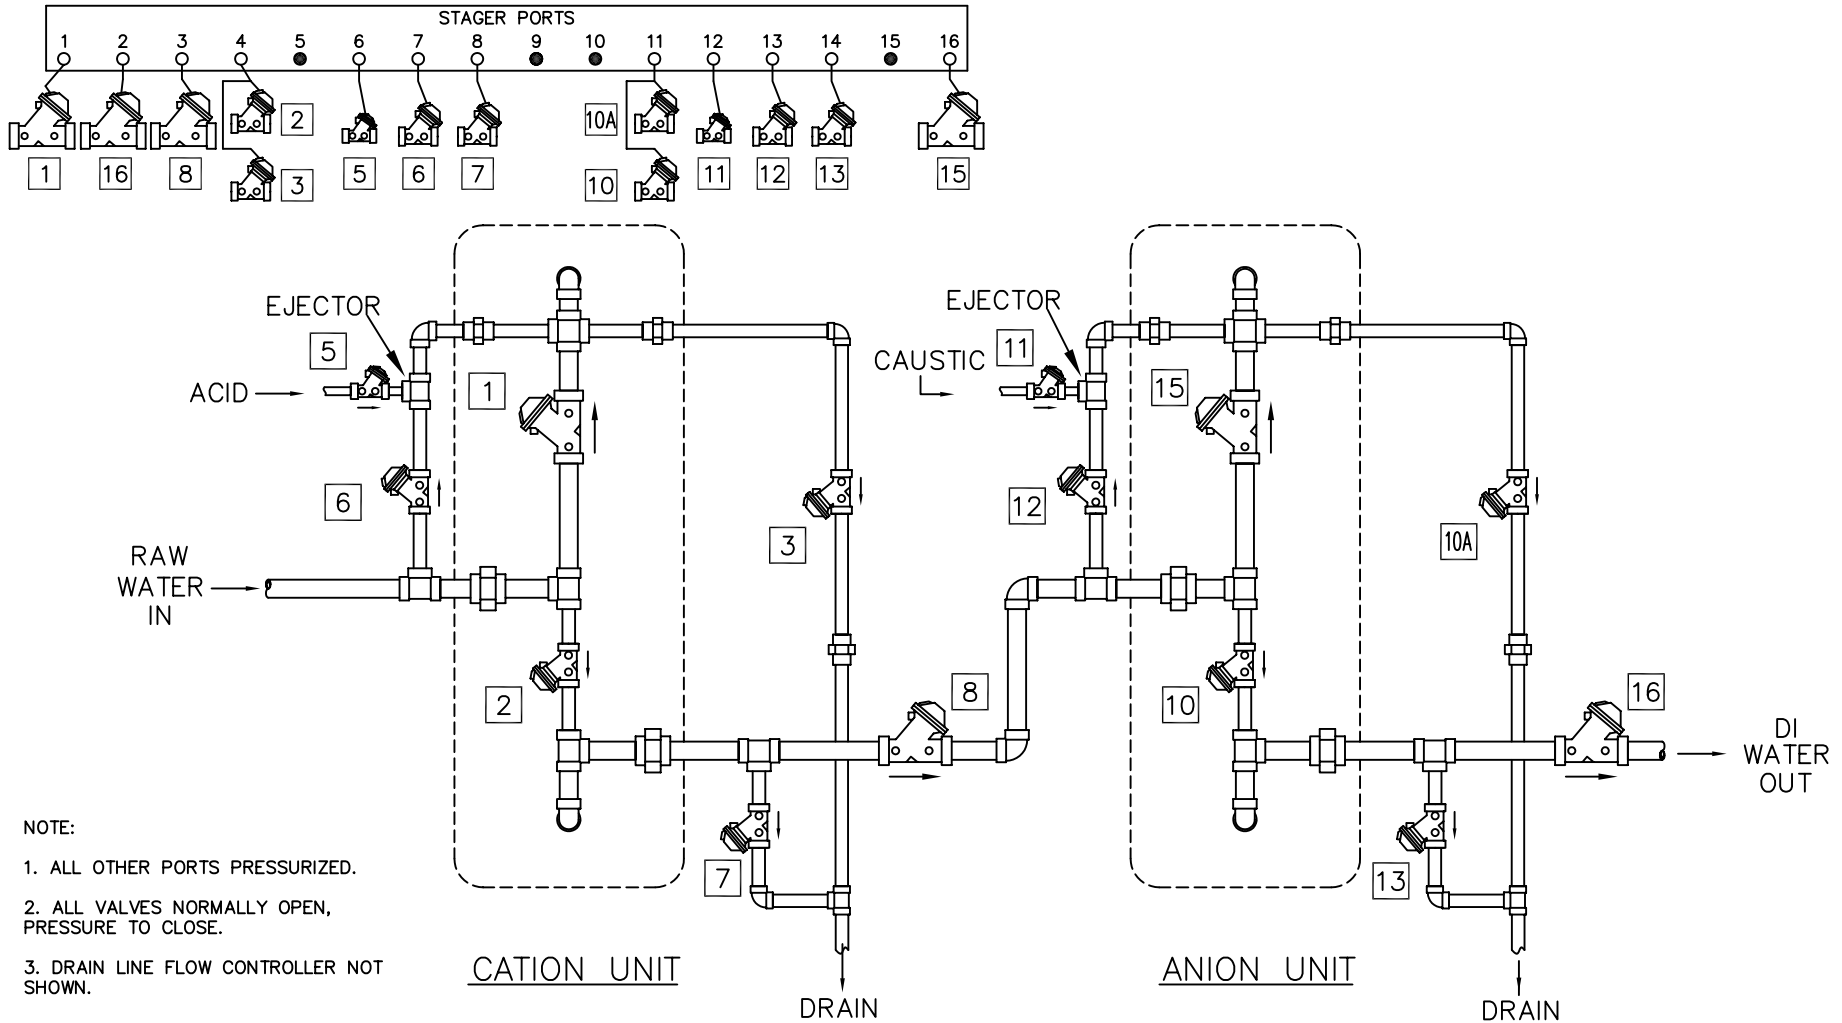 STAGER PORTS
1 2 3 4 5 6 7 8 9 10 11 12 13 14 15 16
2 10A
1 16 8 3 5 6 7 10 11 12 13 15
EJECTOR
5
ACID
1
6
3
RAW
WATER
IN
2
8
7
CATION UNIT
DRAIN
EJECTOR
11
CAUSTIC
15
12
10A
10
16
DI
WATER
OUT
13
ANION UNIT
DRAIN
NOTE:
1. ALL OTHER PORTS PRESSURIZED.
2. ALL VALVES NORMALLY OPEN,
PRESSURE TO CLOSE.
3. DRAIN LINE FLOW CONTROLLER NOT
SHOWN.